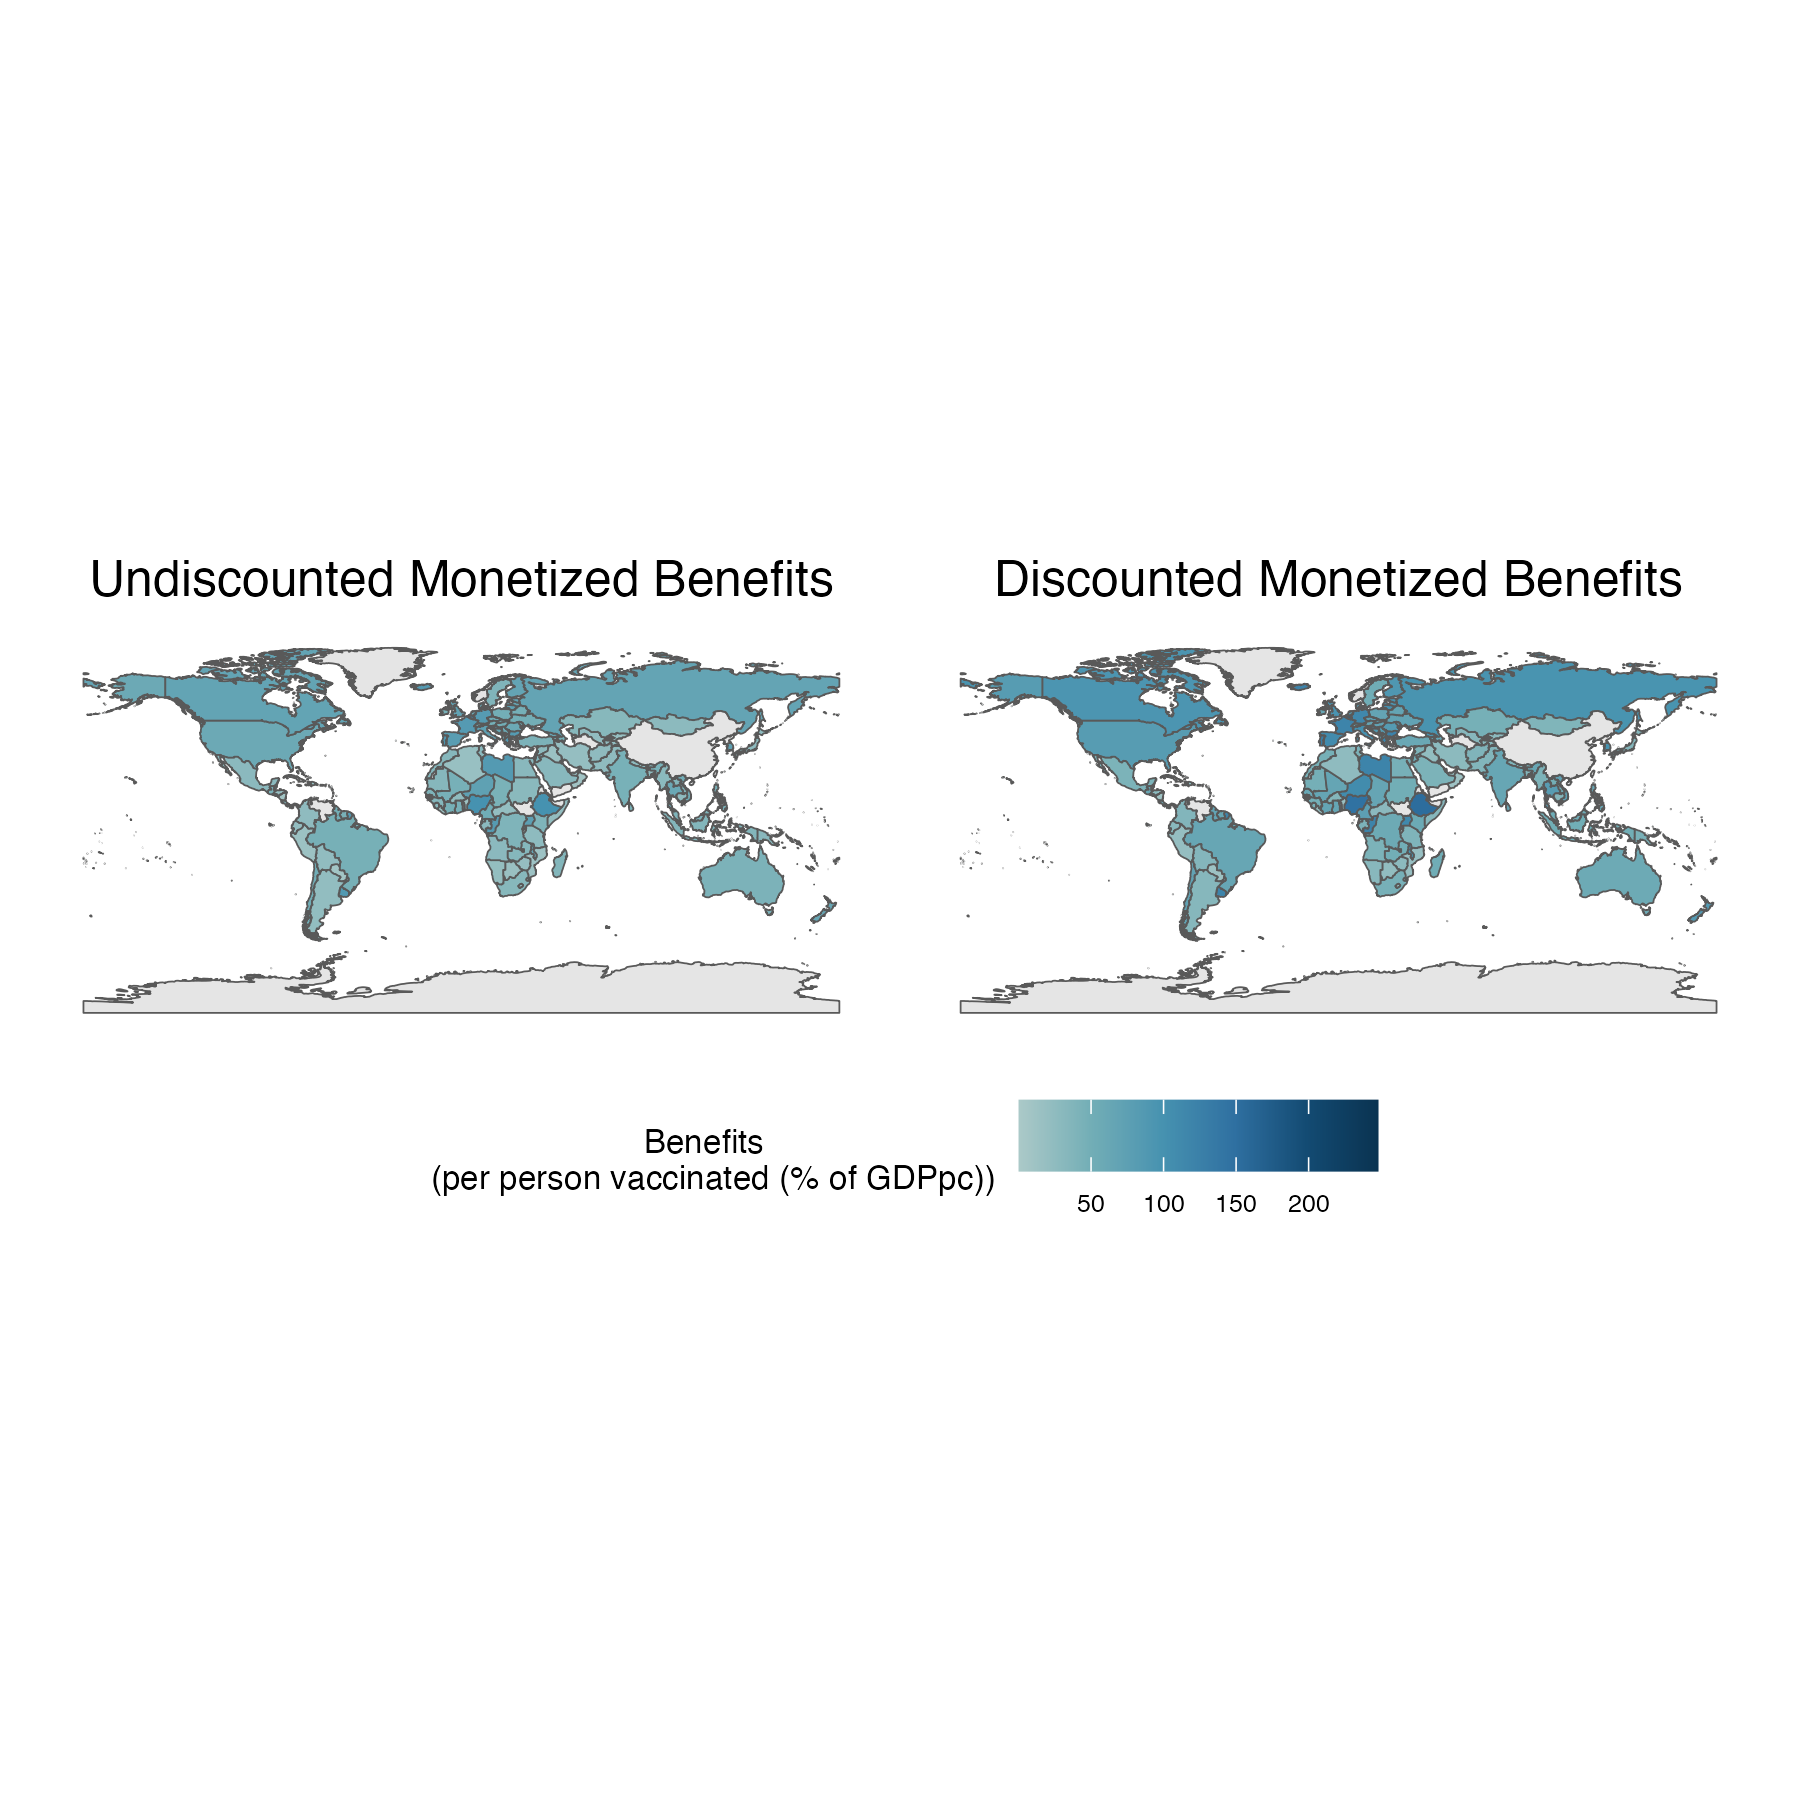 Undiscounted Monetized Benefits
Discounted Monetized Benefits
Benefits
(per person vaccinated (% of GDPpc))
50 100 150 200